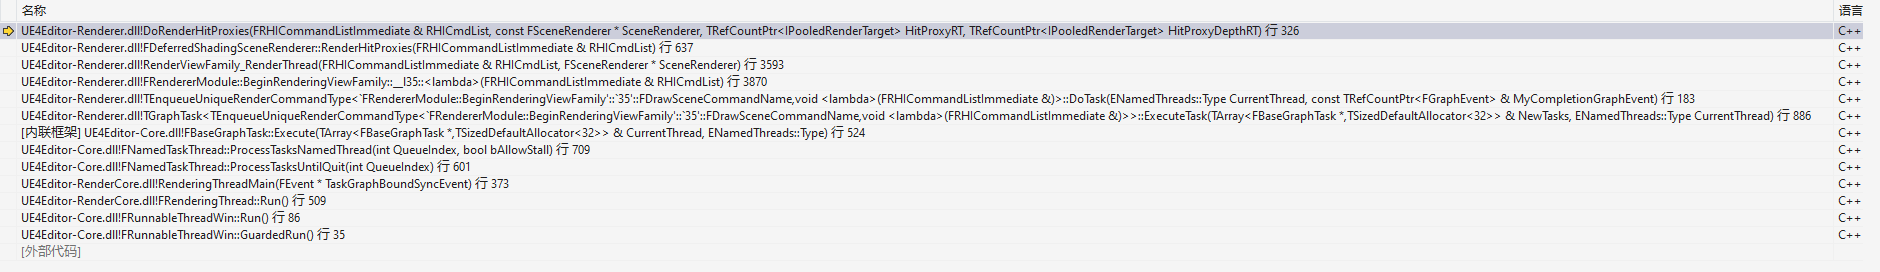 名称 语言
UE4Editor-Renderer.dll!DoRenderHitProxies(FRHICommandListImmediate & RHICmdList, const FSceneRenderer * SceneRenderer, TRefCountPtr<IPooledRenderTarget> HitProxyRT, TRefCountPtr<IPooledRenderTarget> HitProxyDepthRT) 行 326 C++
UE4Editor-Renderer.dll!FDeferredShadingSceneRenderer::RenderHitProxies(FRHICommandListImmediate & RHICmdList) 行 637 C++
UE4Editor-Renderer.dll!RenderViewFamily_RenderThread(FRHICommandListImmediate & RHICmdList, FSceneRenderer * SceneRenderer) 行 3593 C++
UE4Editor-Renderer.dll!FRendererModule::BeginRenderingViewFamily::__l35::<lambda>(FRHICommandListImmediate & RHICmdList) 行 3870 C++
UE4Editor-Renderer.dll!TEnqueueUniqueRenderCommandType<`FRendererModule::BeginRenderingViewFamily'::`35'::FDrawSceneCommandName,void <lambda>(FRHICommandListImmediate &)>::DoTask(ENamedThreads::Type CurrentThread, const TRefCountPtr<FGraphEvent> & MyCompletionGraphEvent) 行 183 C++
UE4Editor-Renderer.dll!TGraphTask<TEnqueueUniqueRenderCommandType<`FRendererModule::BeginRenderingViewFamily'::`35'::FDrawSceneCommandName,void <lambda>(FRHICommandListImmediate &)>>::ExecuteTask(TArray<FBaseGraphTask *,TSizedDefaultAllocator<32>> & NewTasks, ENamedThreads::Type CurrentThread) 行 886 C++
[内联框架] UE4Editor-Core.dll!FBaseGraphTask::Execute(TArray<FBaseGraphTask *,TSizedDefaultAllocator<32>> & CurrentThread, ENamedThreads::Type) 行 524 C++
UE4Editor-Core.dll!FNamedTaskThread::ProcessTasksNamedThread(int QueueIndex, bool bAllowStall) 行 709 C++
UE4Editor-Core.dll!FNamedTaskThread::ProcessTasksUntilQuit(int QueueIndex) 行 601 C++
UE4Editor-RenderCore.dll!RenderingThreadMain(FEvent * TaskGraphBoundSyncEvent) 行 373 C++
UE4Editor-RenderCore.dll!FRenderingThread::Run() 行 509 C++
UE4Editor-Core.dll!FRunnableThreadWin::Run() 行 86 C++
UE4Editor-Core.dll!FRunnableThreadWin::GuardedRun() 行 35 C++
[外部代码]